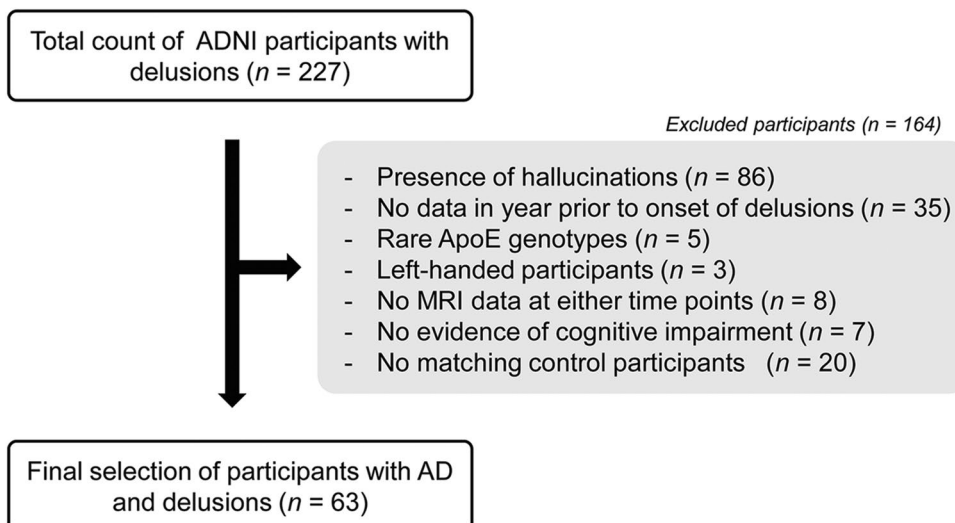 Total count of ADNI participants with
delusions (n = 227)
Excluded participants (n = 164)
- Presence of hallucinations (n = 86)
- No data in year prior to onset of delusions (n = 35)
- Rare ApoE genotypes (n = 5)
- Left-handed participants (n = 3)
- No MRI data at either time points (n = 8)
- No evidence of cognitive impairment (n = 7)
- No matching control participants (n = 20)
Final selection of participants with AD
and delusions (n = 63)